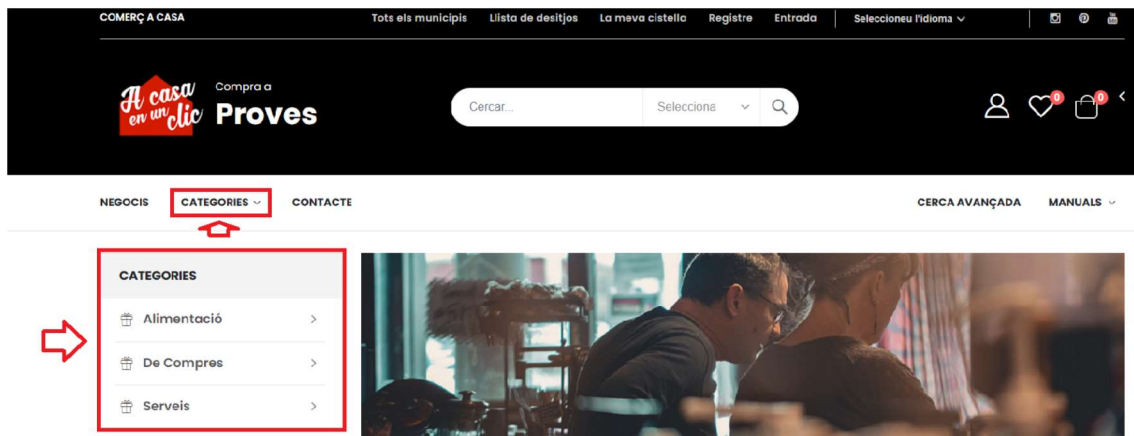 COMERÇ A CASA Tots els municipis Llista de desitjos La meva cistella Registre Entrada Seleccioneu l'idioma
A casa en un clic
Compra a
Proves
Cercar... Selecciona
0 0
NEGOCIS CATEGORIES CONTACTE CERCA AVANÇADA MANUALS
CATEGORIES
Alimentació
De Compres
Serveis